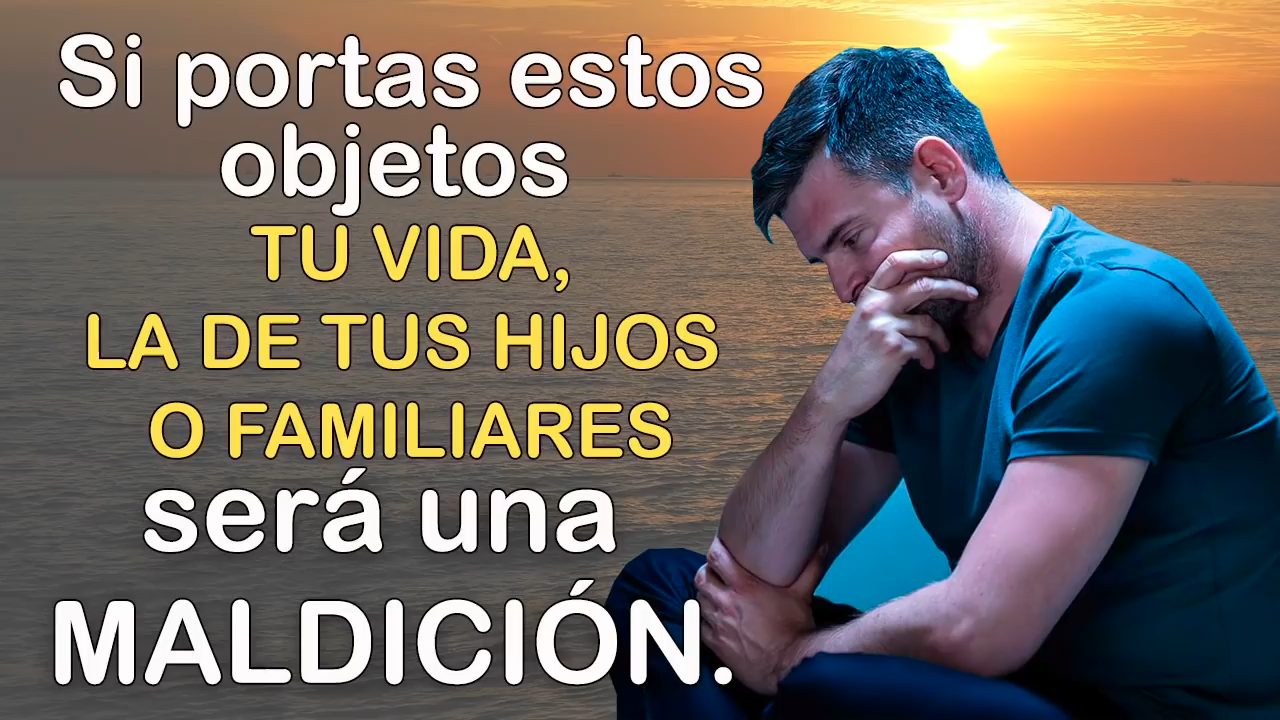 Si portas estos
objetos
TU VIDA,
LA DE TUS HIJOS
O FAMILIARES
será una
MALDICIÓN.